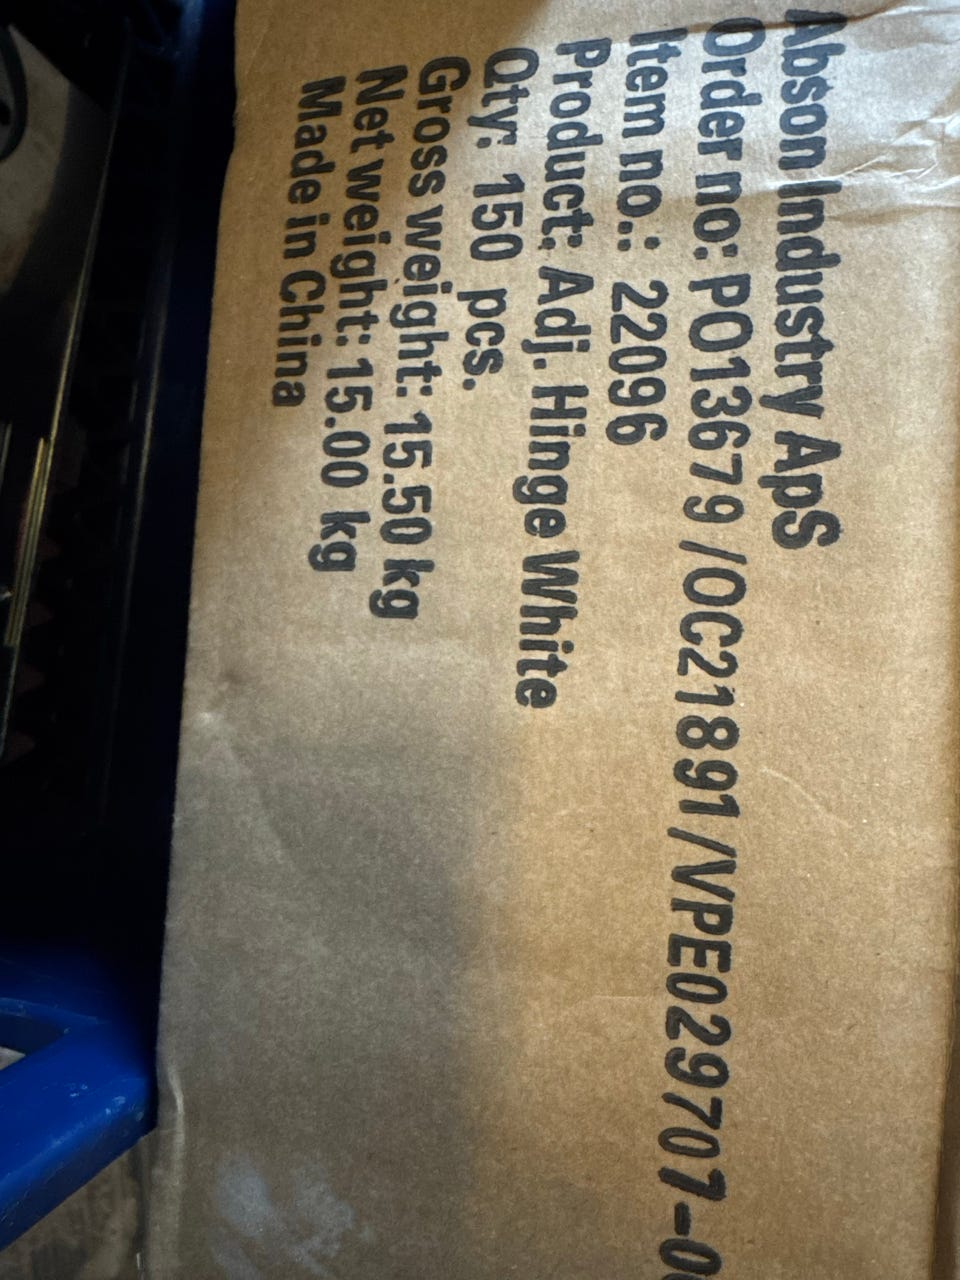 Abson Industry ApS
Order no: PO13679 /OC21891/VPE029707-0
Item no.: 22096
Product: Adj. Hinge White
Qty: 150 pcs.
Gross weight: 15.50 kg
Net weight: 15.00 kg
Made in China